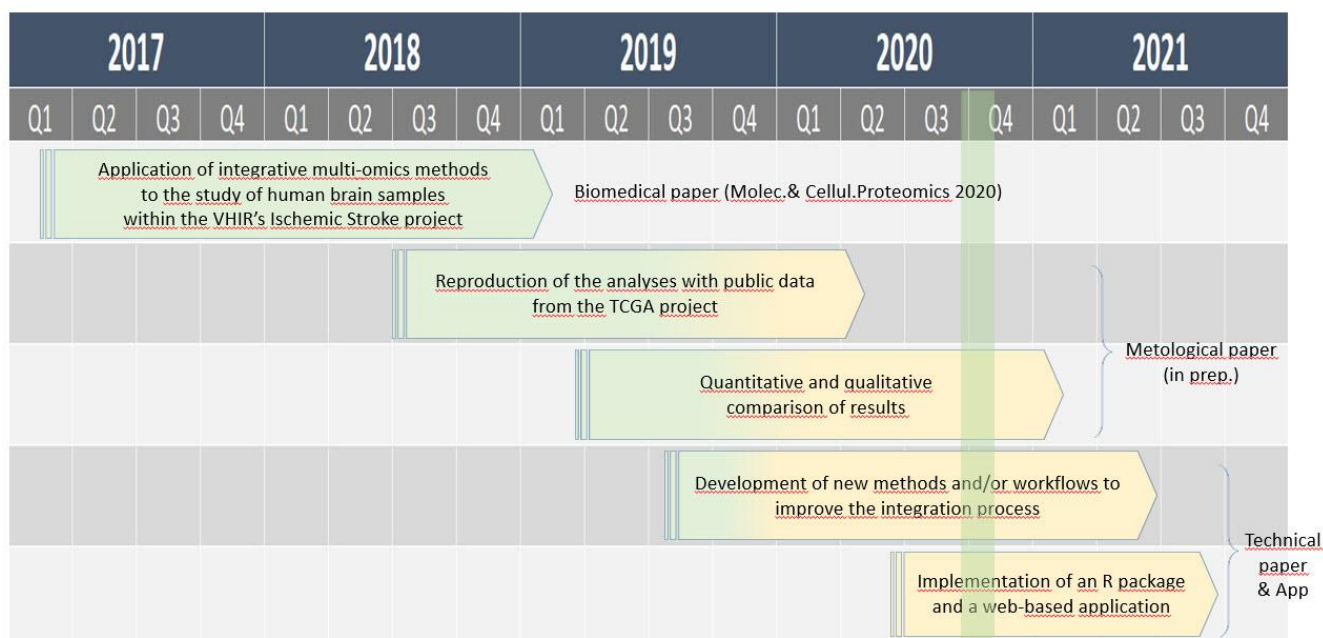 2017 2018 2019 2020 2021
Q1 Q2 Q3 Q4 Q1 Q2 Q3 Q4 Q1 Q2 Q3 Q4 Q1 Q2 Q3 Q4 Q1 Q2 Q3 Q4
Application of integrative multi-omics methods
to the study of human brain samples
within the VHIR's Ischemic Stroke project
Biomedical paper (Molec.& Cellul.Proteomics 2020)
Reproduction of the analyses with public data
from the TCGA project
Quantitative and qualitative
comparison of results
Metological paper
(in prep.)
Development of new methods and/or workflows to
improve the integration process
Implementation of an R package
and a web-based application
Technical
paper
& App